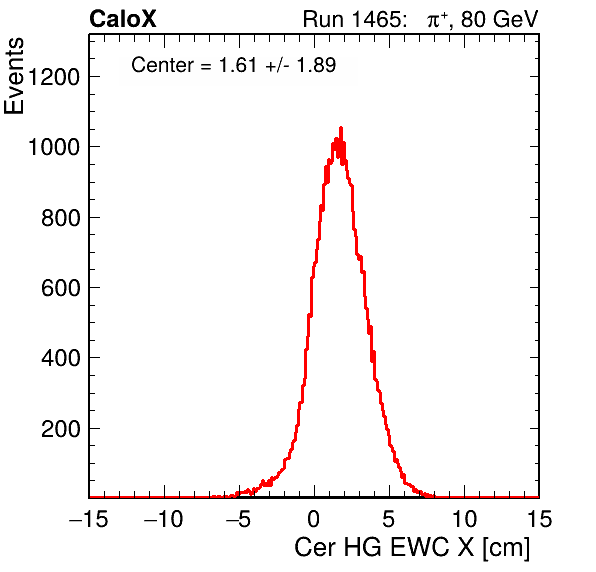 CaloX Run 1465: π⁺, 80 GeV
Events
Center = 1.61 +/- 1.89
1200
1000
800
600
400
200
−15 −10 −5 0 5 10 15
Cer HG EWC X [cm]